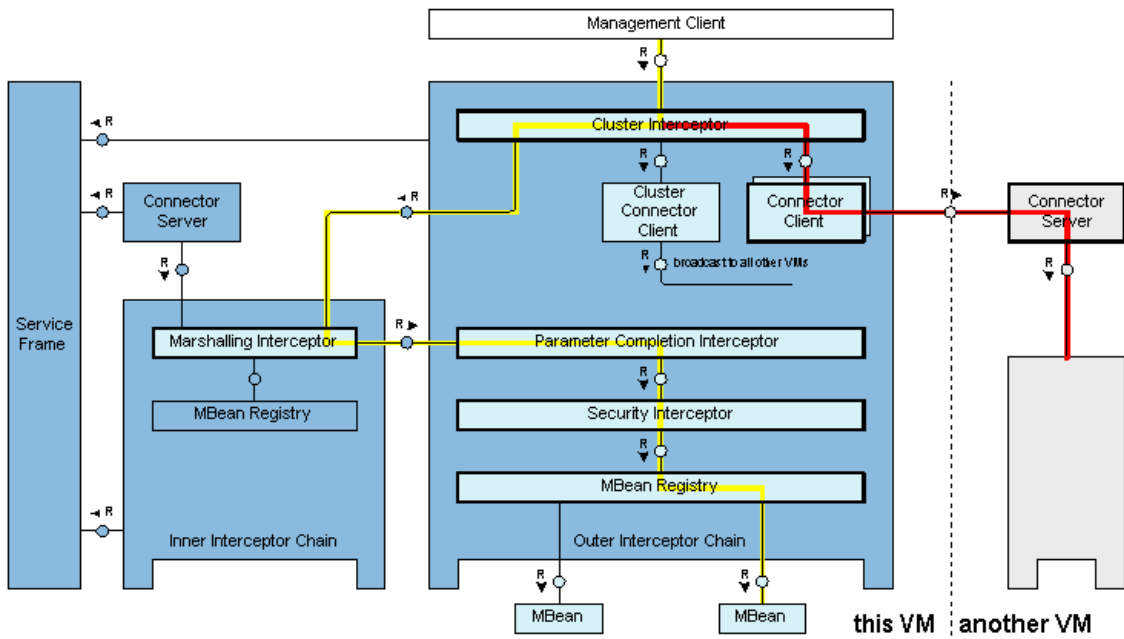 Management Client
R
R
Cluster Interceptor
R
R
R
R
R
Connector
Server
Cluster
Connector
Client
Connector
Client
Connector
Server
R
R
broadcast to all other VMs
R
Service
Frame
Marshalling Interceptor
R
Parameter Completion Interceptor
R
MBean Registry
Security Interceptor
R
MBean Registry
R
Inner Interceptor Chain
Outer Interceptor Chain
R
R
MBean
MBean
this VM
another VM